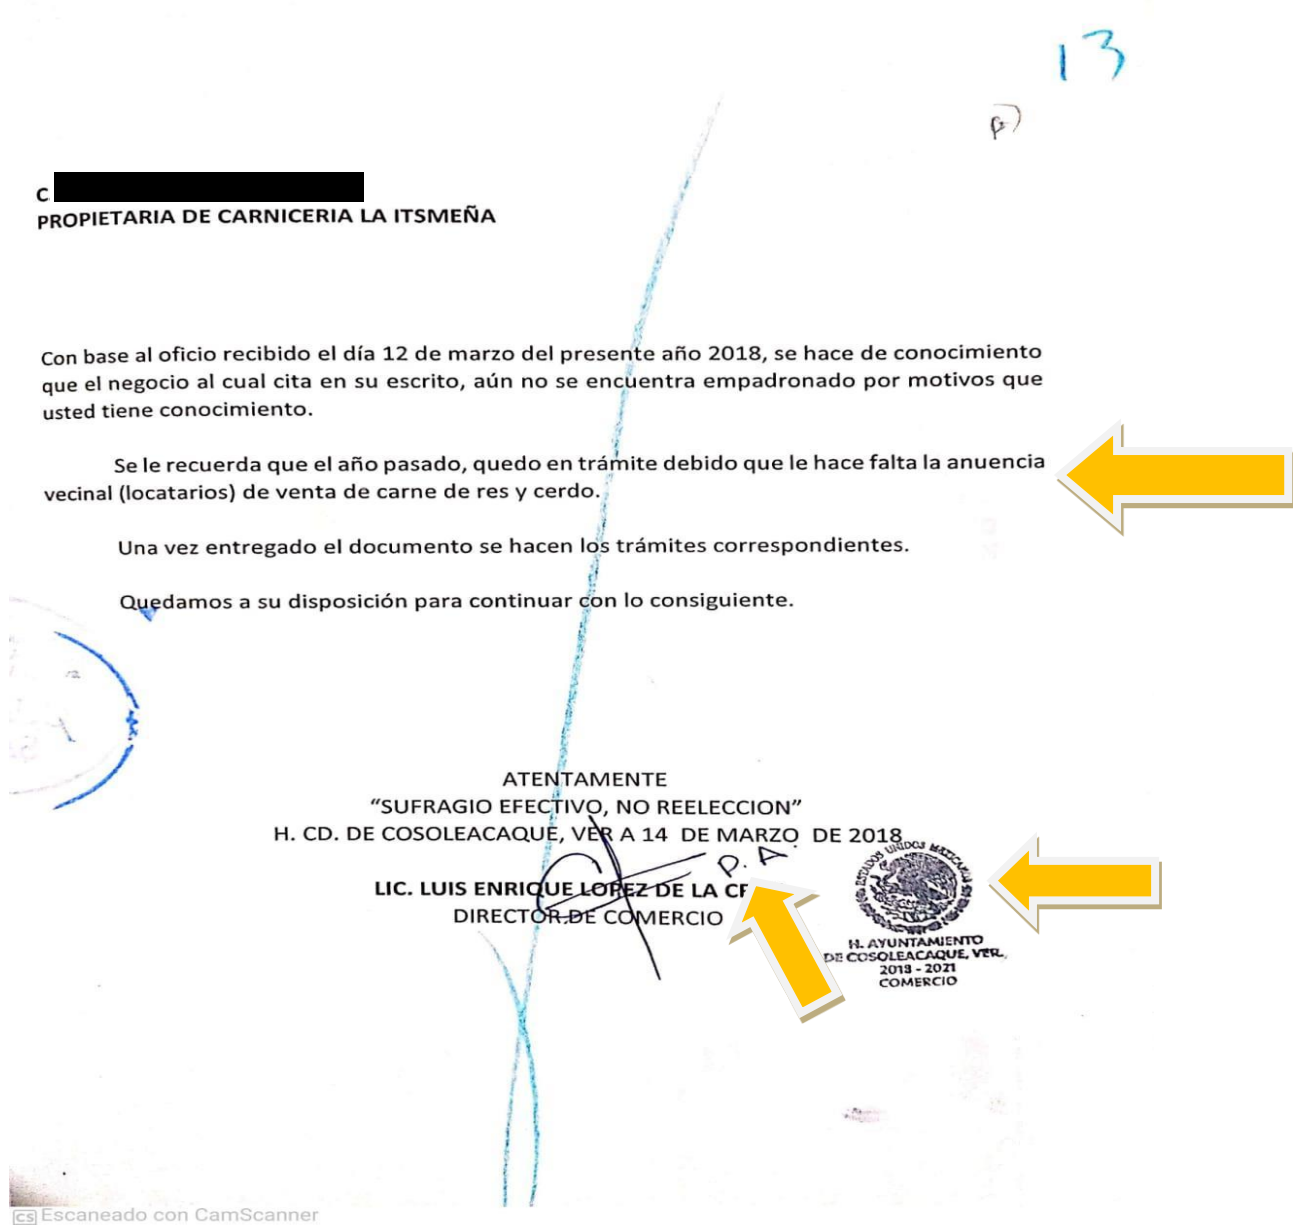 13
C
PROPIETARIA DE CARNICERIA LA ITSMEÑA
Con base al oficio recibido el día 12 de marzo del presente año 2018, se hace de conocimiento
que el negocio al cual cita en su escrito, aún no se encuentra empadronado por motivos que
usted tiene conocimiento.
Se le recuerda que el año pasado, quedo en trámite debido que le hace falta la anuencia
vecinal (locatarios) de venta de carne de res y cerdo.
Una vez entregado el documento se hacen los trámites correspondientes.
Quedamos a su disposición para continuar con lo consiguiente.
ATENTAMENTE
“SUFRAGIO EFECTIVO, NO REELECCION”
H. CD. DE COSOLEACAQUE, VER A 14 DE MARZO DE 2018
P. A.
LIC. LUIS ENRIQUE LOPEZ DE LA
DIRECTOR.DE COMERCIO
ESTADOS UNIDOS MEXICANOS
H. AYUNTAMIENTO
DE COSOLEACAQUE, VER.
2018 - 2021
COMERCIO
CS Escaneado con CamScanner